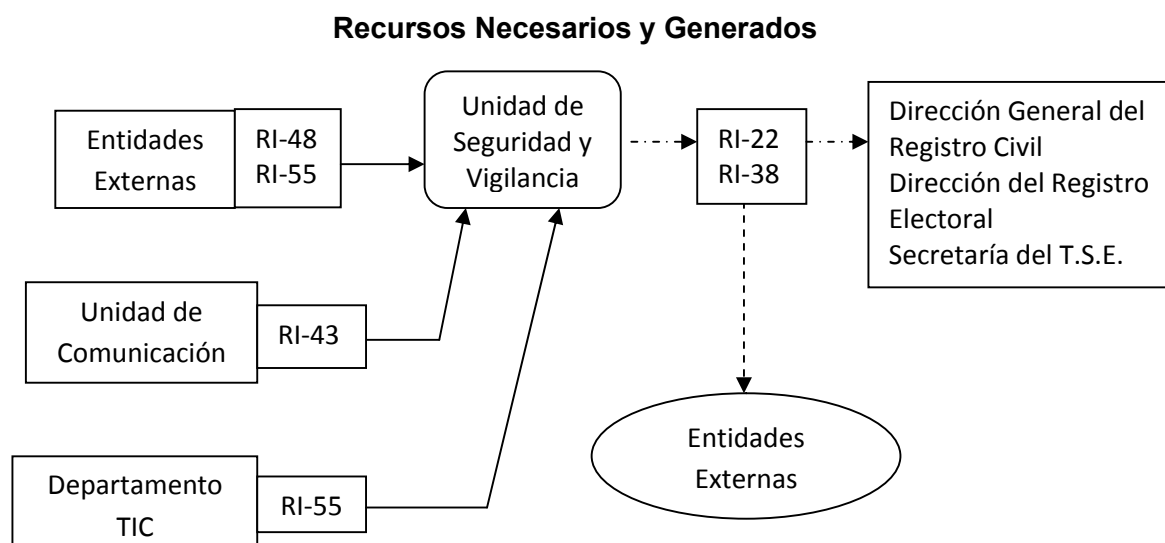 Recursos Necesarios y Generados
Entidades
Externas
RI-48
RI-55
Unidad de
Seguridad y
Vigilancia
RI-22
RI-38
Dirección General del
Registro Civil
Dirección del Registro
Electoral
Secretaría del T.S.E.
Unidad de
Comunicación
RI-43
Entidades
Externas
Departamento
TIC
RI-55